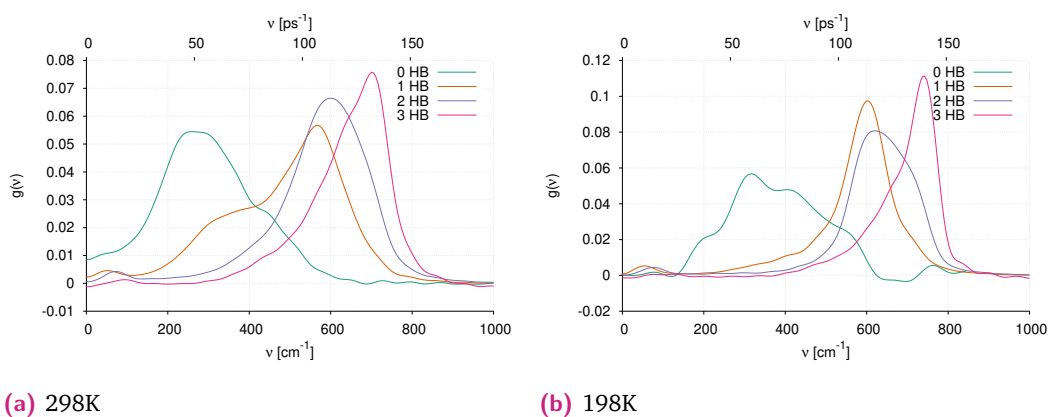 ν [ps-1]
0 50 100 150
0.08
0.07
0.06
0.05
0.04
0.03
0.02
0.01
0
-0.01
g(ν)
0 HB
1 HB
2 HB
3 HB
0 200 400 600 800 1000
ν [cm-1]
(a) 298K
ν [ps-1]
0 50 100 150
0.12
0.1
0.08
0.06
0.04
0.02
0
-0.02
g(ν)
0 HB
1 HB
2 HB
3 HB
0 200 400 600 800 1000
ν [cm-1]
(b) 198K